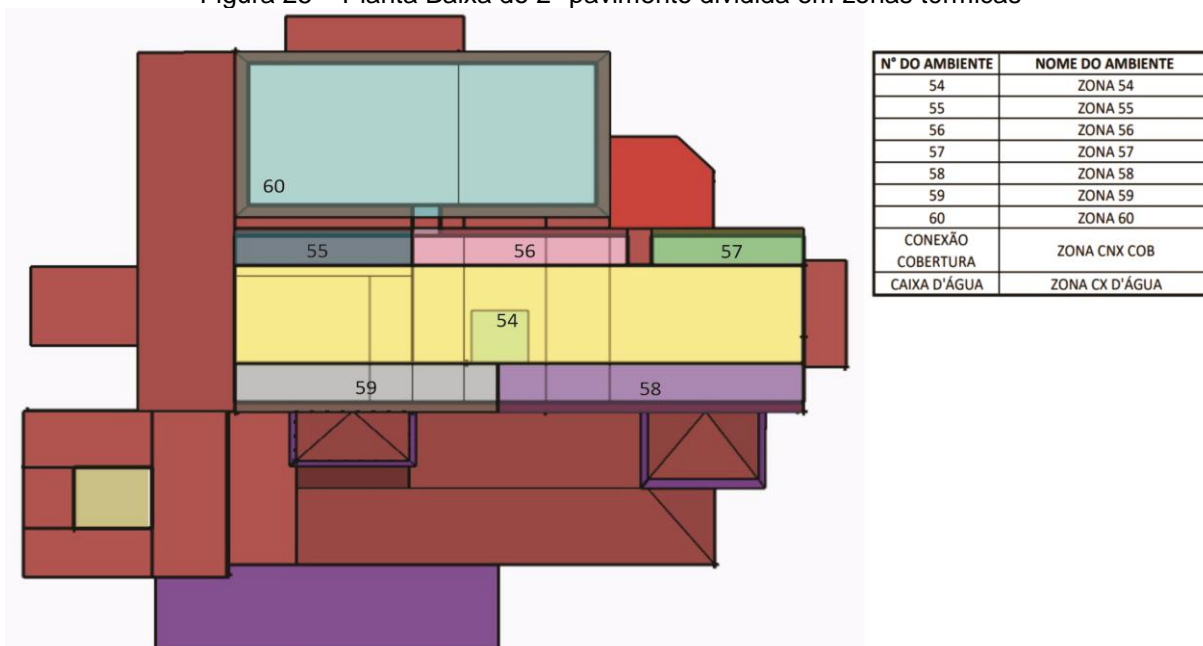 Figura 25 – Planta Baixa do 2º pavimento dividida em zonas térmicas
N° DO AMBIENTE NOME DO AMBIENTE
54 ZONA 54
55 ZONA 55
56 ZONA 56
57 ZONA 57
58 ZONA 58
59 ZONA 59
60 ZONA 60
CONEXÃO COBERTURA ZONA CNX COB
CAIXA D'ÁGUA ZONA CX D'ÁGUA
60
55
56
57
54
59
58